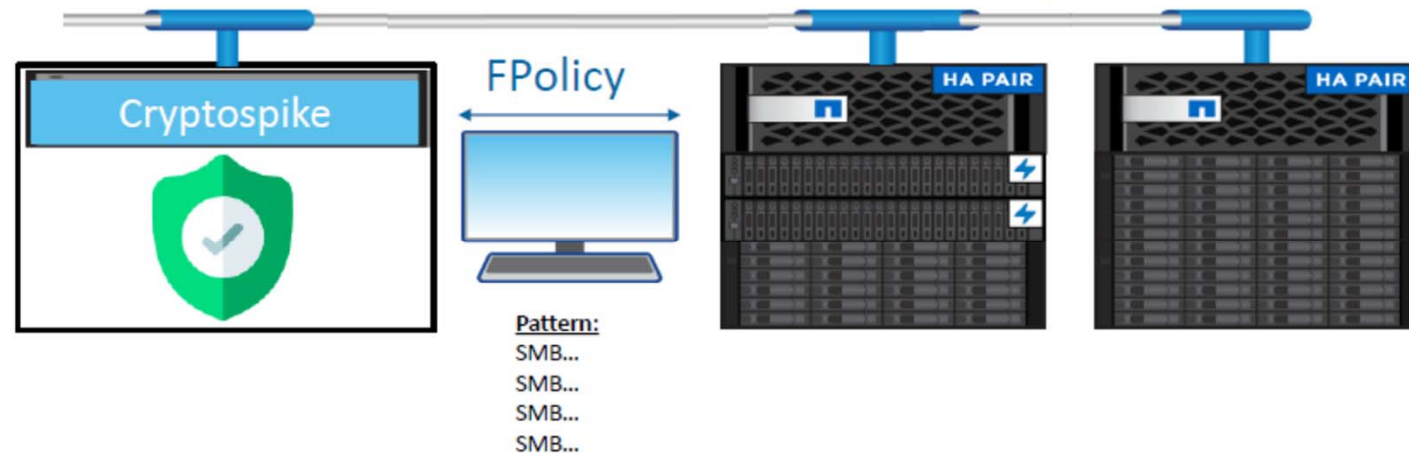 HA PAIR
HA PAIR
Cryptospike
FPolicy
Pattern:
SMB...
SMB...
SMB...
SMB...